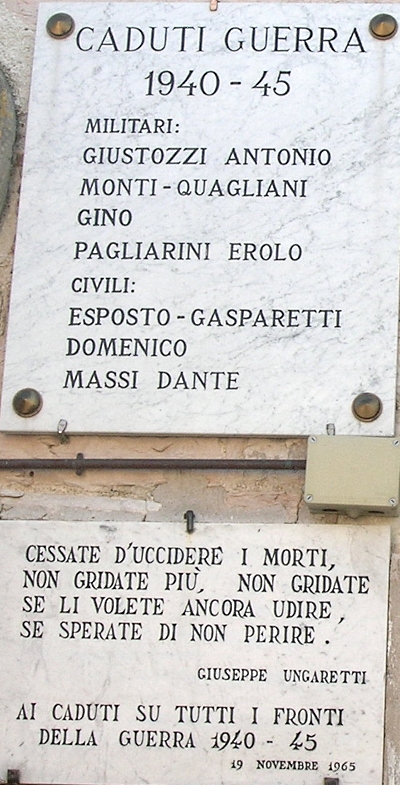 CADUTI GUERRA
1940-45
MILITARI:
GIUSTOZZI ANTONIO
MONTI-QUAGLIANI
GINO
PAGLIARINI EROLO
CIVILI:
ESPOSTO-GASPARETTI
DOMENICO
MASSI DANTE
CESSATE D'UCCIDERE I MORTI,
NON GRIDATE PIÙ, NON GRIDATE
SE LI VOLETE ANCORA UDIRE,
SE SPERATE DI NON PERIRE.
GIUSEPPE UNGARETTI
AI CADUTI SU TUTTI I FRONTI
DELLA GUERRA 1940-45
19 NOVEMBRE 1965